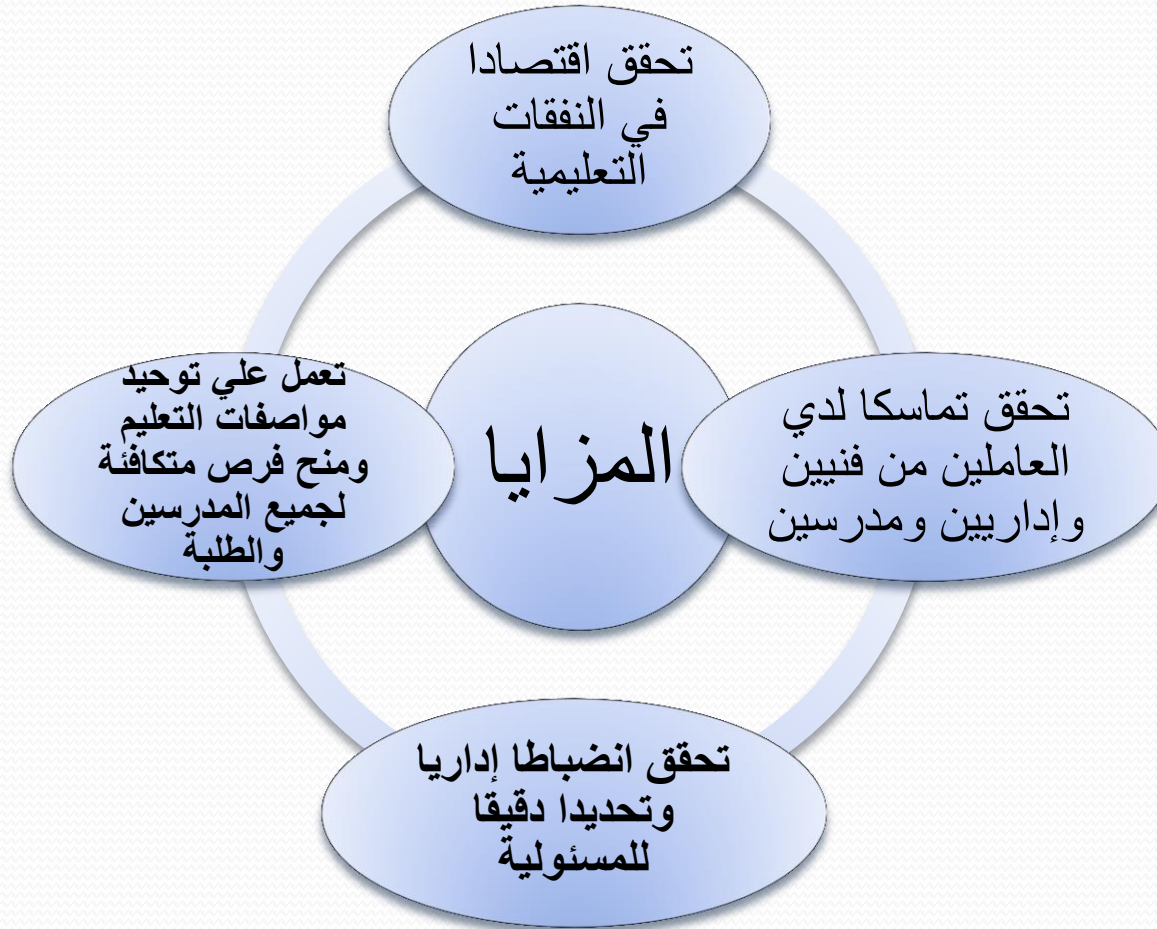 تحقق اقتصادا
في النفقات
التعليمية
تحقق تماسكا لدي
العاملين من فنيين
وإداريين ومدرسين
المزايا
تعمل علي توحيد
مواصفات التعليم
ومنح فرص متكافئة
لجميع المدرسين
والطلبة
تحقق انضباطا إداريا
وتحديدا دقيقا
للمسئولية